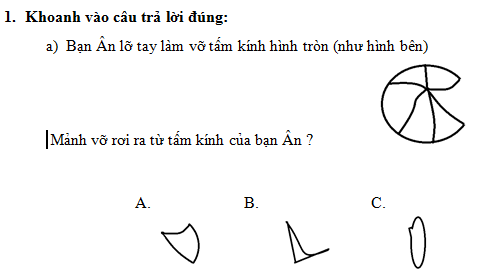 1. Khoanh vào câu trả lời đúng:
a) Bạn Ân lỡ tay làm vỡ tấm kính hình tròn (như hình bên)
Mảnh vỡ rơi ra từ tấm kính của bạn Ân ?
A. B. C.